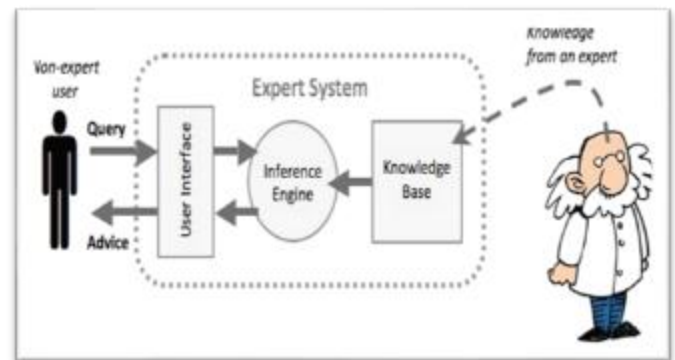 Knowledge
from an expert
Non-expert
user
Expert System
Query
User Interface
Inference
Engine
Knowledge
Base
Advice